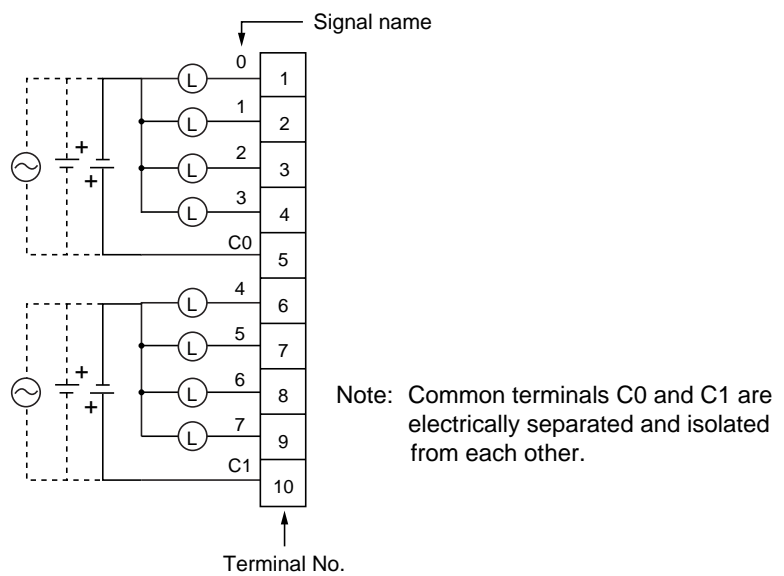 Signal name
0
1
L
1
2
L
2
3
L
3
4
L
C0
5
+
+
4
6
L
5
7
L
6
8
L
7
9
L
C1
10
+
+
Note: Common terminals C0 and C1 are
electrically separated and isolated
from each other.
Terminal No.